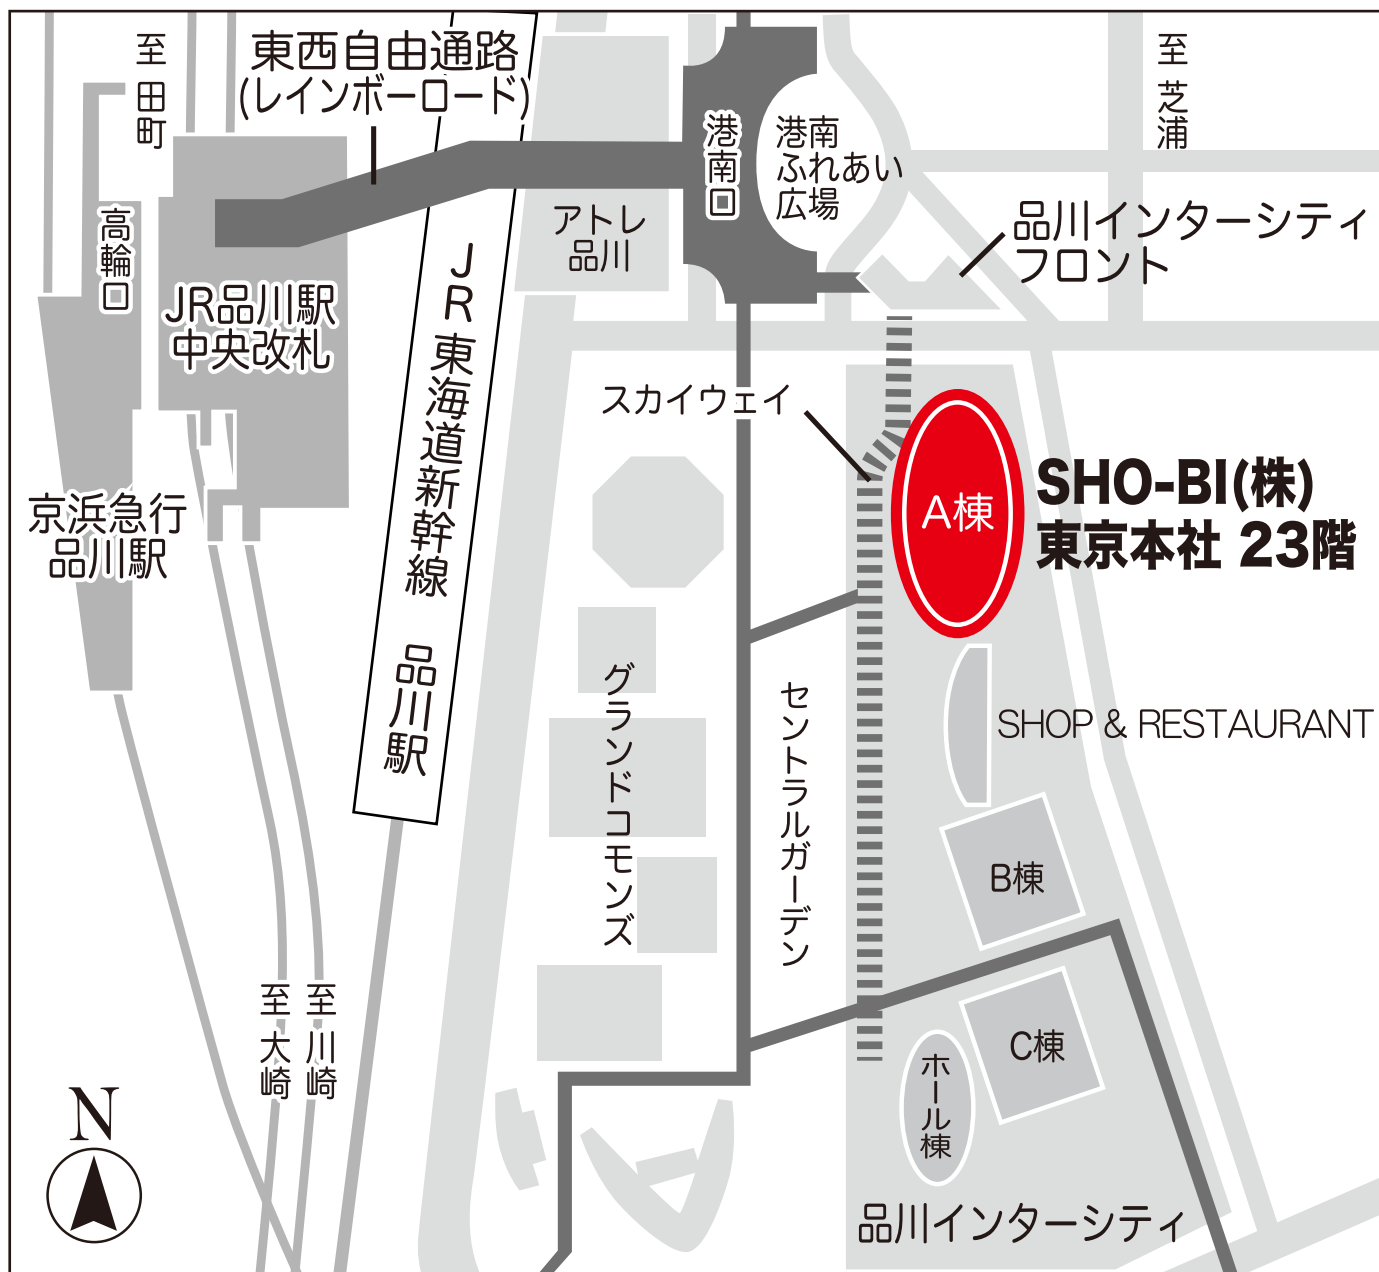 至 田町
東西自由通路
(レインボーロード)
至 芝浦
港南口
港南
ふれあい
広場
高輪口
アトレ
品川
品川インターシティ
フロント
JR品川駅
中央改札
JR東海道新幹線 品川駅
スカイウェイ
A棟
SHO-BI(株)
東京本社 23階
京浜急行
品川駅
グランドコモンズ
セントラルガーデン
SHOP & RESTAURANT
B棟
至 大崎
至 川崎
C棟
ホール棟
N
品川インターシティ